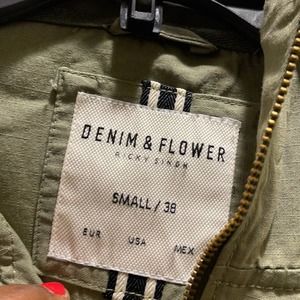 DENIM & FLOWER
RICKY SINGH
SMALL / 38
EUR USA MEX